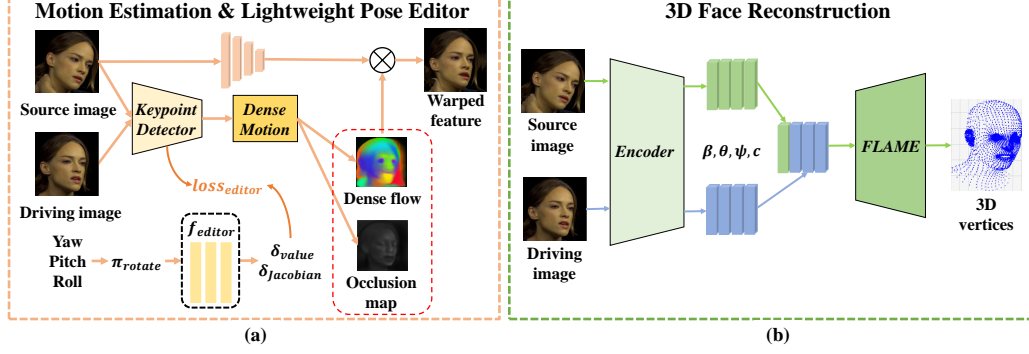 Motion Estimation & Lightweight Pose Editor
Source image
Keypoint
Detector
Dense
Motion
Warped
feature
Driving image
loss_editor
Dense flow
f_editor
Yaw
Pitch
Roll
π_rotate
δ_value
δ_Jacobian
Occlusion
map
(a)
3D Face Reconstruction
Source
image
Encoder
β, θ, ψ, c
FLAME
3D
vertices
Driving
image
(b)